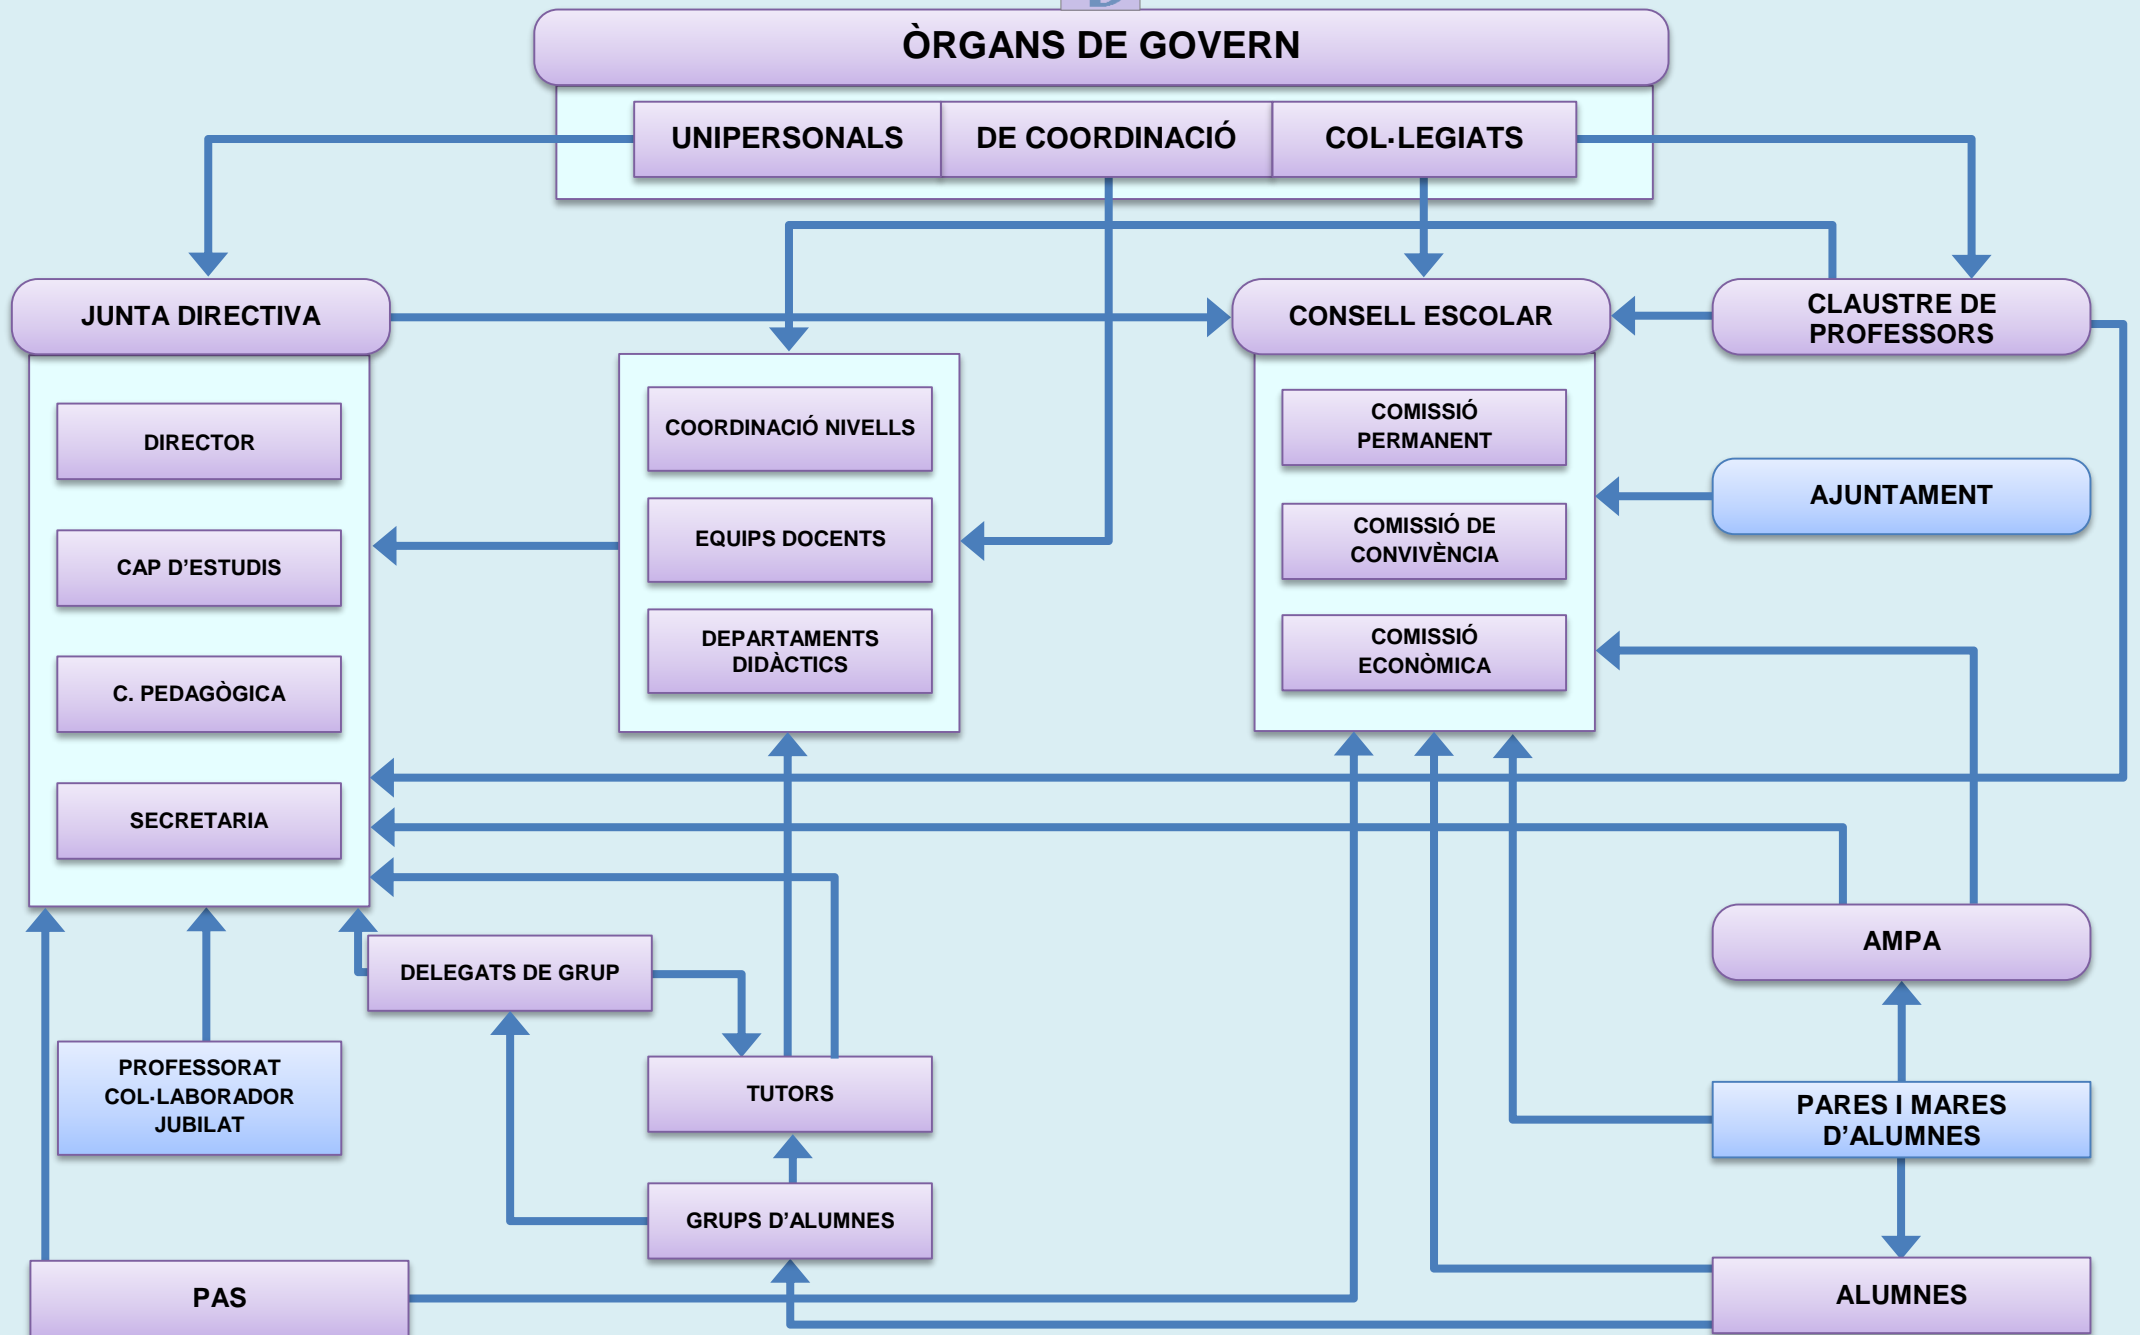 ÒRGANS DE GOVERN
UNIPERSONALS
DE COORDINACIÓ
COL·LEGIATS
JUNTA DIRECTIVA
CONSELL ESCOLAR
CLAUSTRE DE
PROFESSORS
DIRECTOR
CAP D'ESTUDIS
C. PEDAGÒGICA
SECRETARIA
COORDINACIÓ NIVELLS
EQUIPS DOCENTS
DEPARTAMENTS
DIDÀCTICS
COMISSIÓ
PERMANENT
COMISSIÓ DE
CONVIVÈNCIA
COMISSIÓ
ECONÒMICA
AJUNTAMENT
AMPA
DELEGATS DE GRUP
PROFESSORAT
COL·LABORADOR
JUBILAT
TUTORS
PARES I MARES
D'ALUMNES
GRUPS D'ALUMNES
PAS
ALUMNES